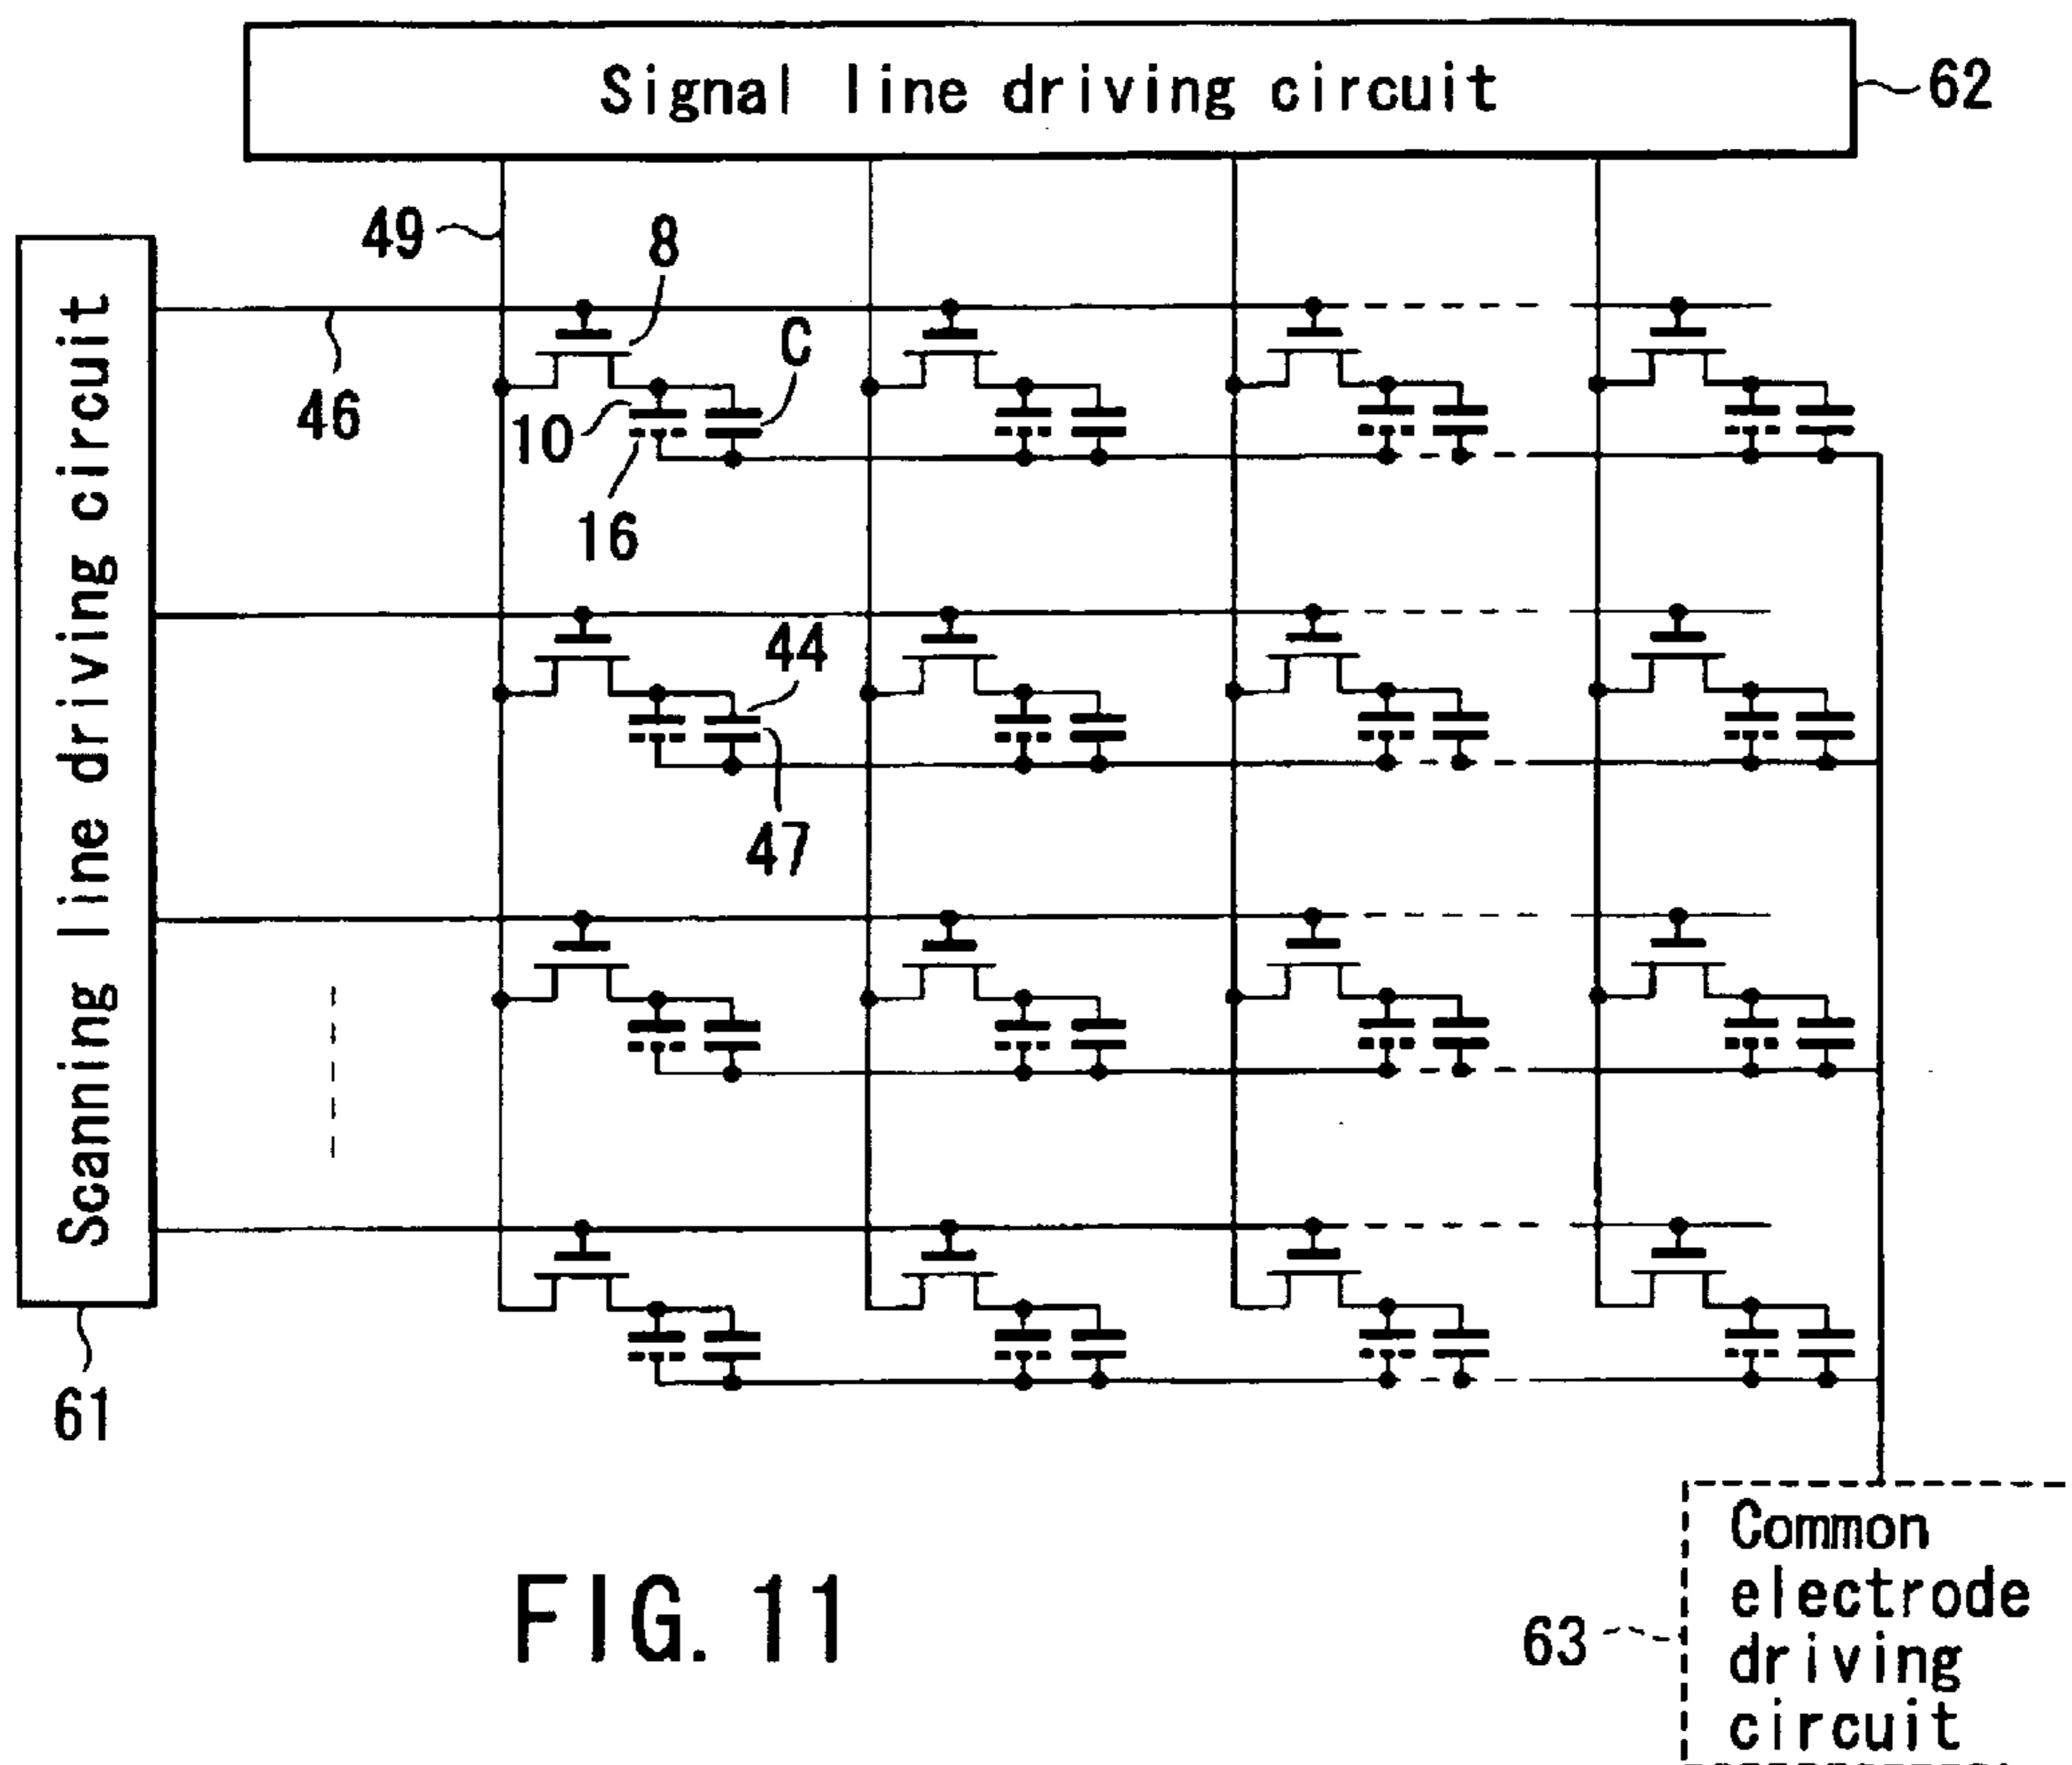 Signal line driving circuit
62
49
8
C
Scanning line driving circuit
46
10
16
44
47
61
FIG. 11
63
Common
electrode
driving
circuit